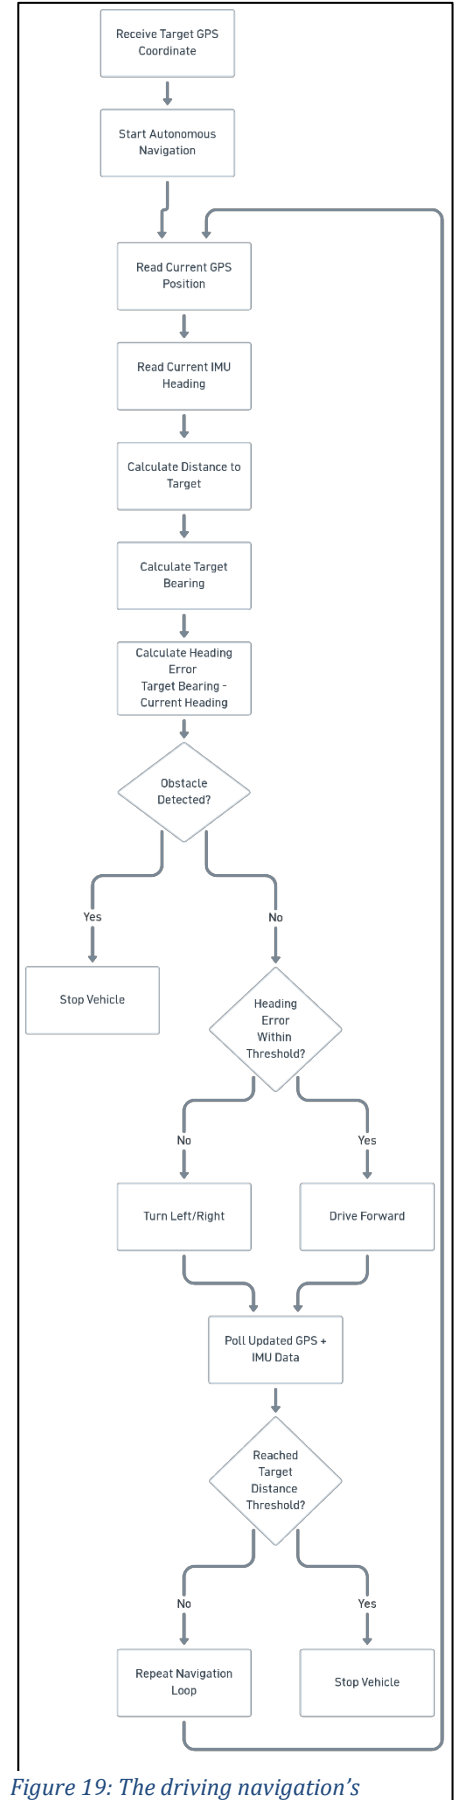 Receive Target GPS
Coordinate
Start Autonomous
Navigation
Read Current GPS
Position
Read Current IMU
Heading
Calculate Distance to
Target
Calculate Target
Bearing
Calculate Heading
Error
Target Bearing -
Current Heading
Obstacle
Detected?
Yes
No
Stop Vehicle
Heading
Error
Within
Threshold?
No
Yes
Turn Left/Right
Drive Forward
Poll Updated GPS +
IMU Data
Reached
Target
Distance
Threshold?
No
Yes
Repeat Navigation
Loop
Stop Vehicle
Figure 19: The driving navigation's